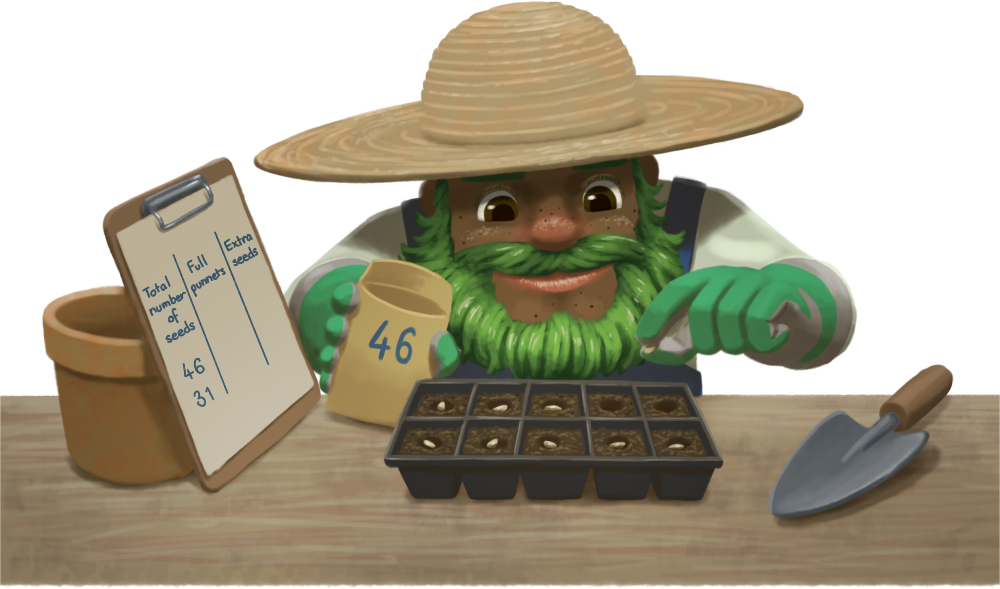 Total
number
of
seeds
Full
punnets
Extra
seeds
46
31
46